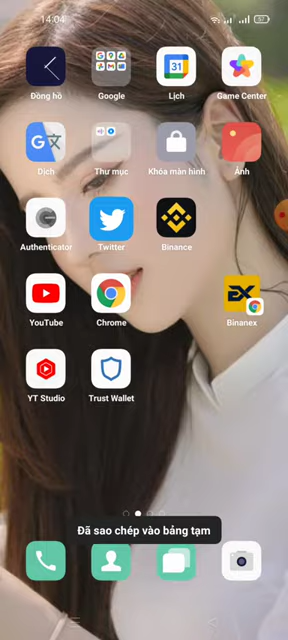 14:04
57
Đồng hồ
Google
Lịch
Game Center
Dịch
Thư mục
Khóa màn hình
Ảnh
Authenticator
Twitter
Binance
YouTube
Chrome
Binanex
YT Studio
Trust Wallet
Đã sao chép vào bảng tạm